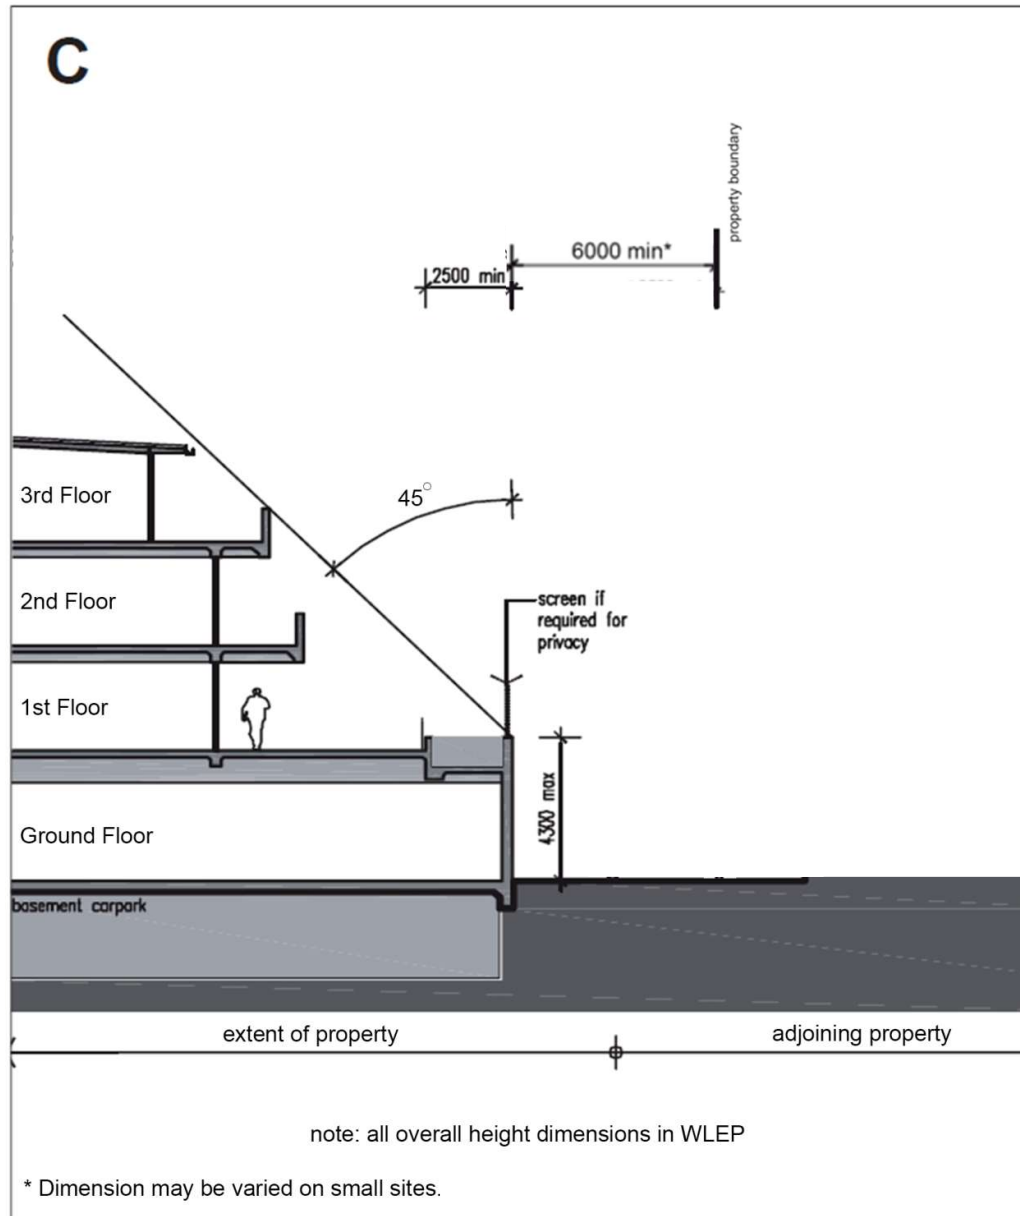 C
property boundary
6000 min*
2500 min
45°
3rd Floor
2nd Floor
screen if
required for
privacy
1st Floor
4300 max
Ground Floor
basement carpark
extent of property
adjoining property
note: all overall height dimensions in WLEP
* Dimension may be varied on small sites.